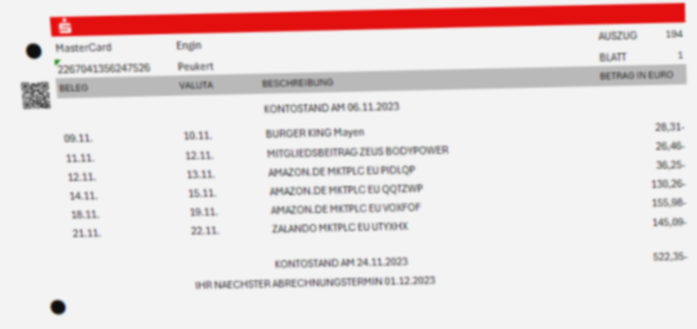 MasterCard Engin AUSZUG 194
2267041356247526 Peukert BLATT 1
BELEG VALUTA BESCHREIBUNG BETRAG IN EURO
KONTOSTAND AM 06.11.2023
09.11. 10.11. BURGER KING Mayen 28,31-
11.11. 12.11. MITGLIEDSBEITRAG ZEUS BODYPOWER 26,46-
12.11. 13.11. AMAZON.DE MKTPLC EU PIDLQP 36,25-
14.11. 15.11. AMAZON.DE MKTPLC EU QQTZWP 130,26-
18.11. 19.11. AMAZON.DE MKTPLC EU VOXFOF 155,98-
21.11. 22.11. ZALANDO MKTPLC EU UTYXHX 145,09-
KONTOSTAND AM 24.11.2023 522,35-
IHR NAECHSTER ABRECHNUNGSTERMIN 01.12.2023